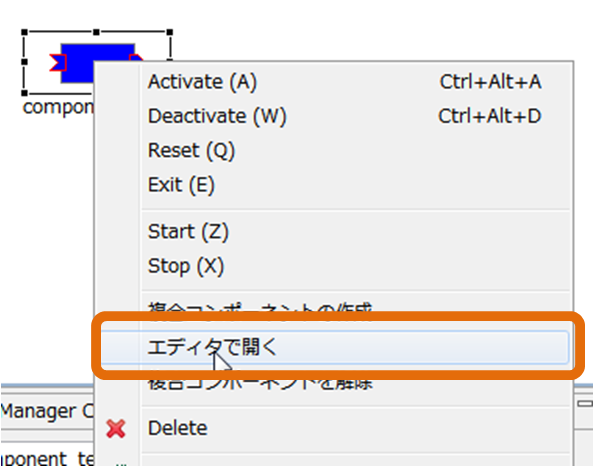 compon
Activate (A) Ctrl+Alt+A
Deactivate (W) Ctrl+Alt+D
Reset (Q)
Exit (E)
Start (Z)
Stop (X)
複合コンポーネントの作成
エディタで開く
複合コンポーネントを解除
Manager C
Delete
ponent_te